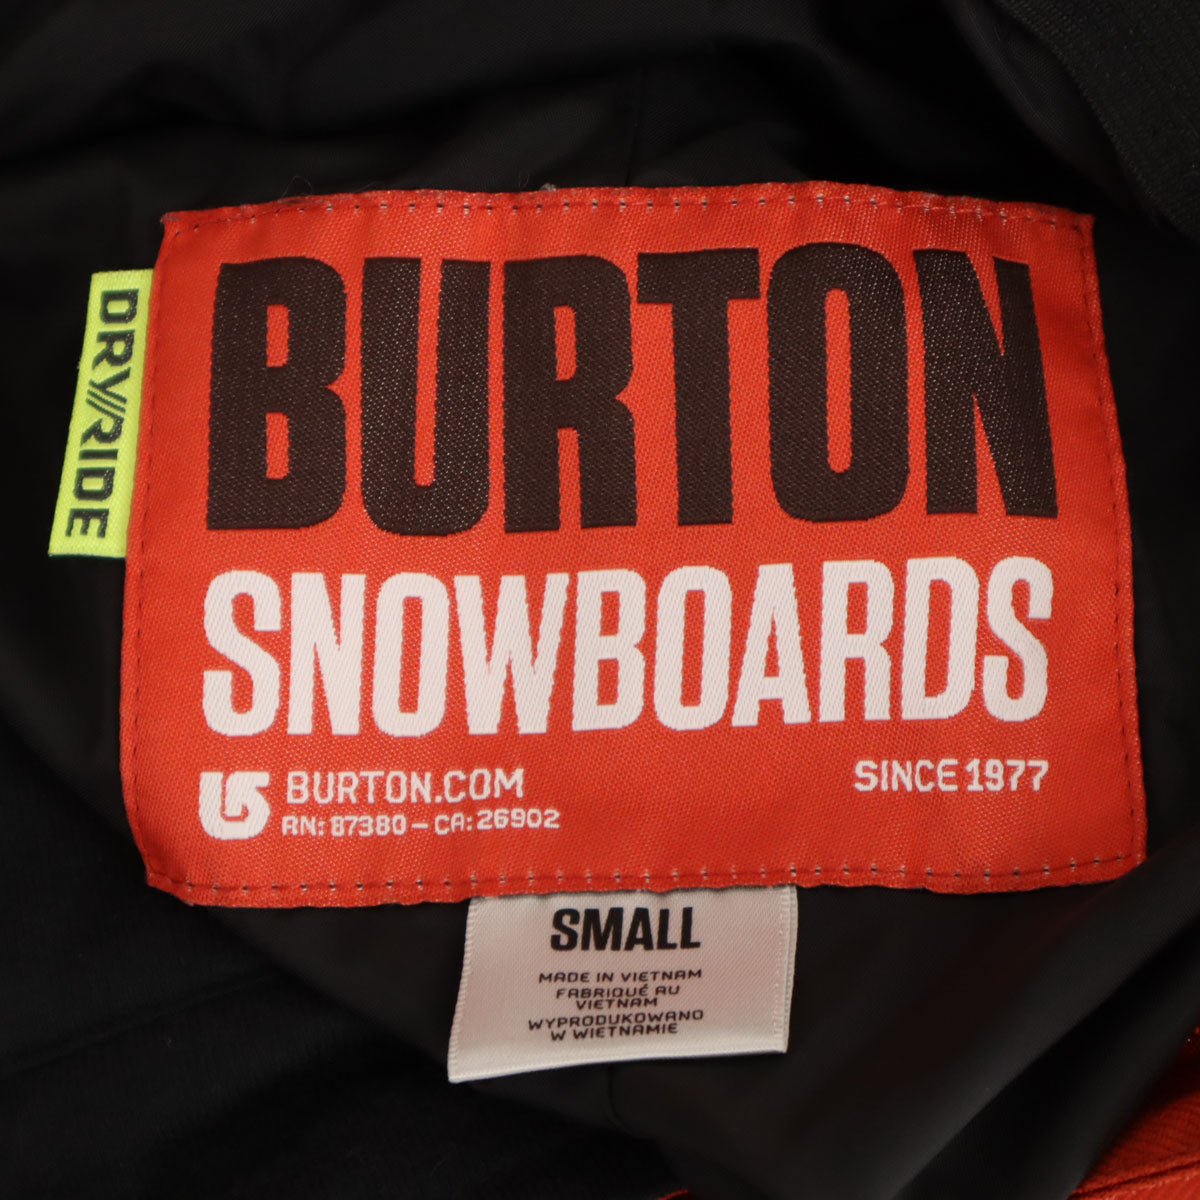 BURTON
SNOWBOARDS
BURTON.COM
RN: 87380 – CA: 26902
SINCE 1977
DRY//RIDE
SMALL
MADE IN VIETNAM
FABRIQUÉ AU
VIETNAM
WYPRODUKOWANO
W WIETNAMIE